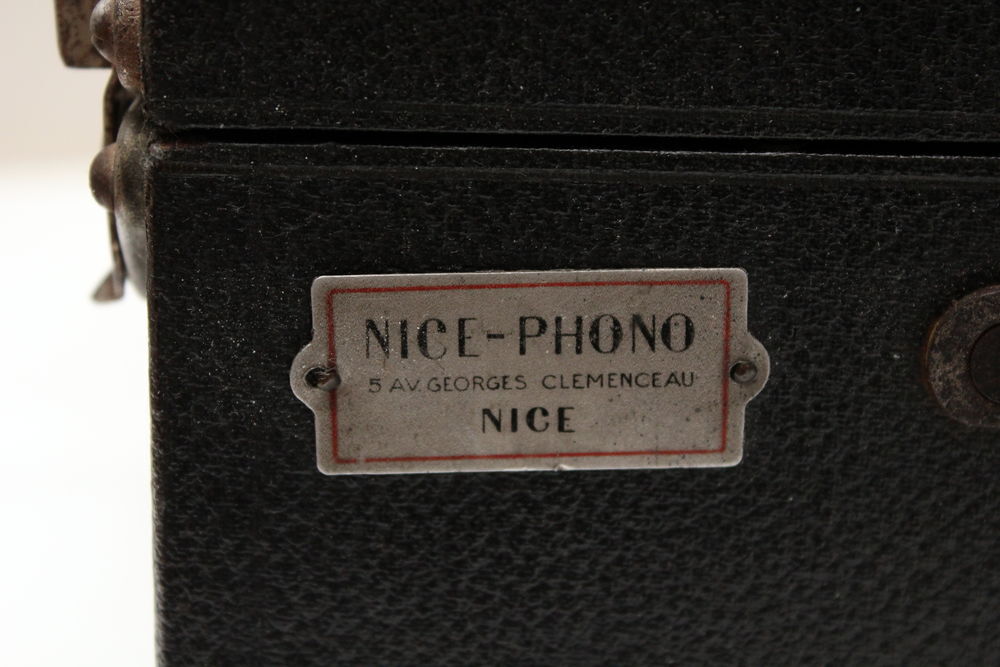 NICE-PHONO
5 AV. GEORGES CLEMENCEAU
NICE